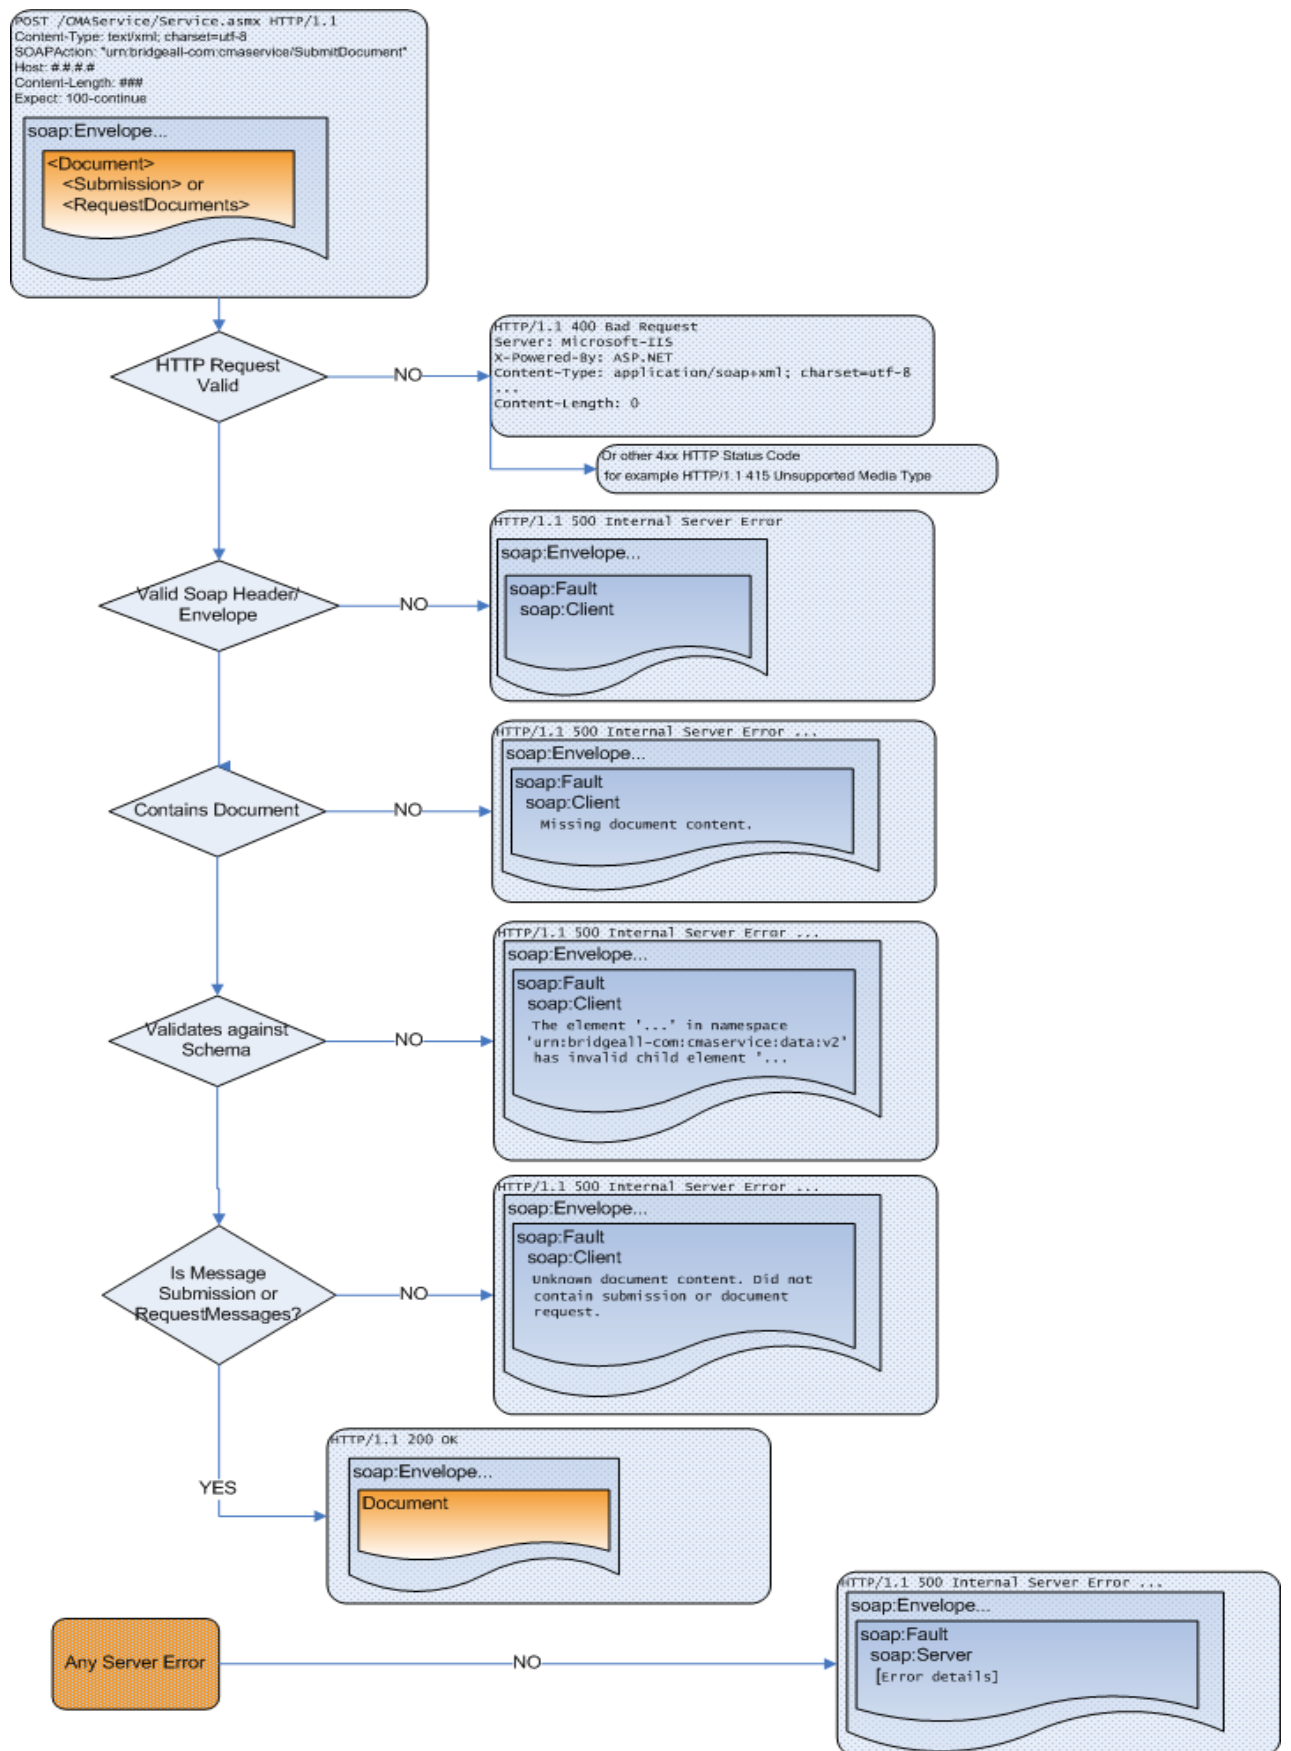 POST /CMAService/Service.asmx HTTP/1.1
Content-Type: text/xml; charset=utf-8
SOAPAction: "urn:bridgeall-com:cmaservice/SubmitDocument"
Host: #.#.#.#
Content-Length: ###
Expect: 100-continue
soap:Envelope...
<Document>
<Submission> or
<RequestDocuments>
HTTP Request
Valid
NO
HTTP/1.1 400 Bad Request
Server: Microsoft-IIS
X-Powered-By: ASP.NET
Content-Type: application/soap+xml; charset=utf-8
...
Content-Length: 0
Or other 4xx HTTP Status Code
for example HTTP/1.1 415 Unsupported Media Type
Valid Soap Header/
Envelope
NO
HTTP/1.1 500 Internal Server Error
soap:Envelope...
soap:Fault
soap:Client
Contains Document
NO
HTTP/1.1 500 Internal Server Error ...
soap:Envelope...
soap:Fault
soap:Client
Missing document content.
Validates against
Schema
NO
HTTP/1.1 500 Internal Server Error ...
soap:Envelope...
soap:Fault
soap:Client
The element '...' in namespace
'urn:bridgeall-com:cmaservice:data:v2'
has invalid child element '...
Is Message
Submission or
RequestMessages?
NO
HTTP/1.1 500 Internal Server Error ...
soap:Envelope...
soap:Fault
soap:Client
Unknown document content. Did not
contain submission or document
request.
YES
HTTP/1.1 200 OK
soap:Envelope...
Document
Any Server Error
NO
HTTP/1.1 500 Internal Server Error ...
soap:Envelope...
soap:Fault
soap:Server
[Error details]